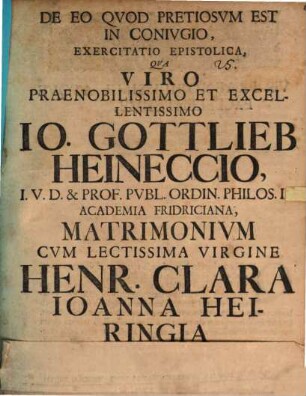 DE EO QVOD PRETIOSVM EST
IN CONIVGIO,
EXERCITATIO EPISTOLICA,
QVA
VIRO
PRAENOBILISSIMO ET EXCEL-
LENTISSIMO
IO. GOTTLIEB
HEINECCIO,
I. V. D. & PROF. PVBL. ORDIN. PHILOS. I
ACADEMIA FRIDRICIANA,
MATRIMONIVM
CVM LECTISSIMA VIRGINE
HENR. CLARA
IOANNA HEI-
RINGIA